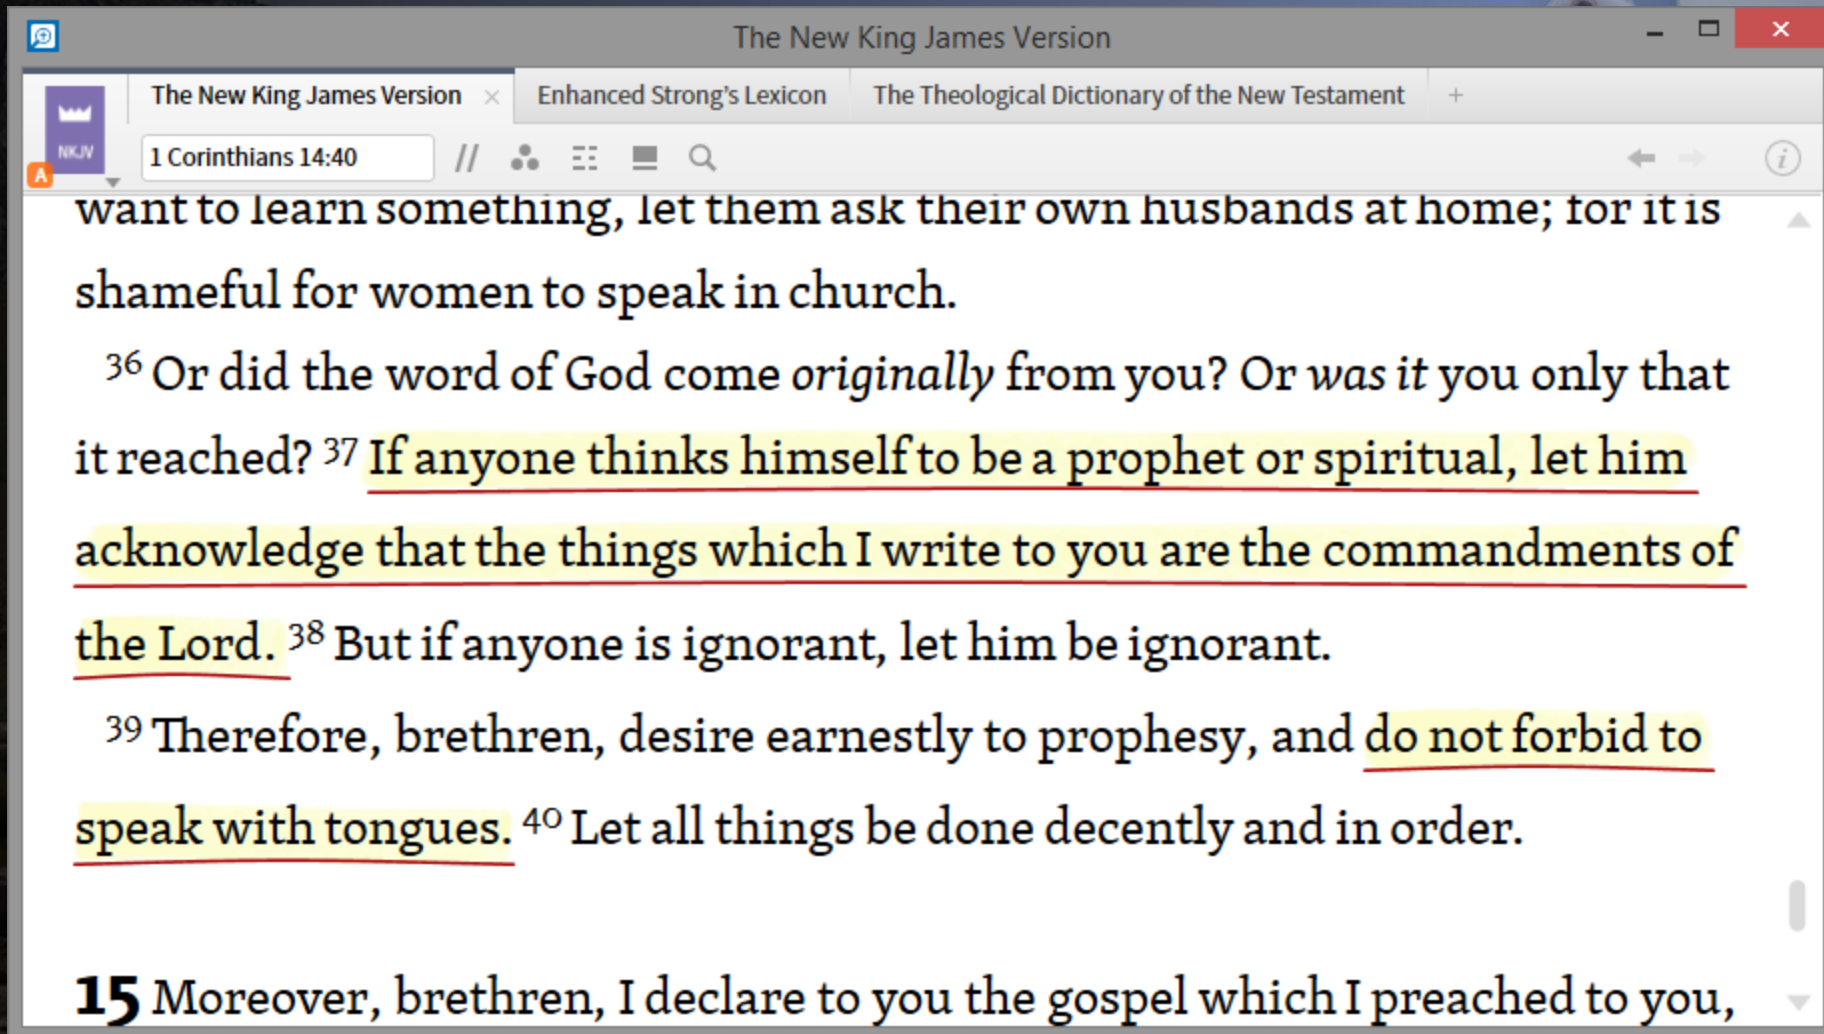 The New King James Version
The New King James Version Enhanced Strong's Lexicon The Theological Dictionary of the New Testament
NKJV
A
1 Corinthians 14:40
want to learn something, let them ask their own husbands at home; for it is
shameful for women to speak in church.
36 Or did the word of God come originally from you? Or was it you only that
it reached? 37 If anyone thinks himself to be a prophet or spiritual, let him
acknowledge that the things which I write to you are the commandments of
the Lord. 38 But if anyone is ignorant, let him be ignorant.
39 Therefore, brethren, desire earnestly to prophesy, and do not forbid to
speak with tongues. 40 Let all things be done decently and in order.
15 Moreover, brethren, I declare to you the gospel which I preached to you,